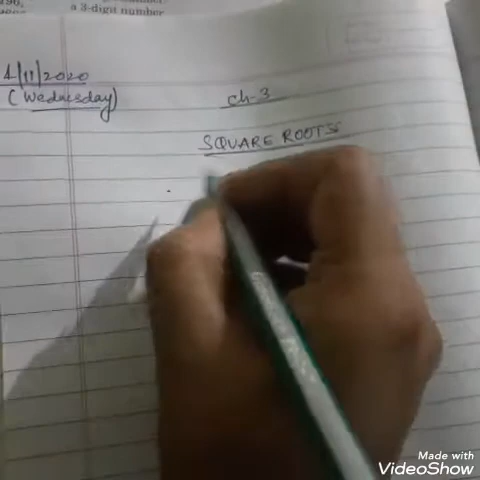 a 3-digit number
4/11/2020
(Wednesday)
ch-3
SQUARE ROOTS
Made with
VideoShow